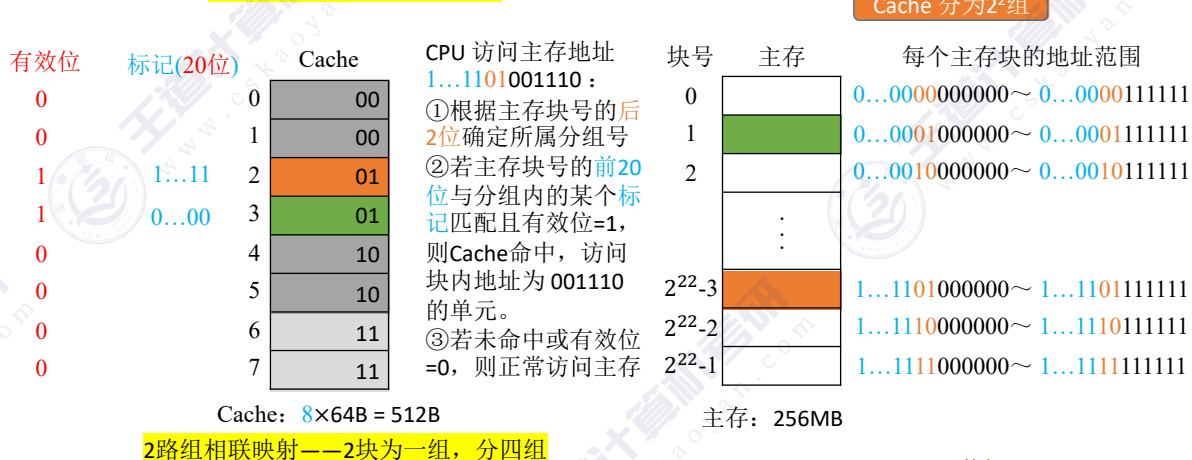 Cache 分为2²组
有效位 标记(20位) Cache
0 0 00
0 1 00
1 1…11 2 01
1 0…00 3 01
0 4 10
0 5 10
0 6 11
0 7 11
Cache：8×64B = 512B
2路组相联映射——2块为一组，分四组
CPU 访问主存地址
1…1101001110：
①根据主存块号的后
2位确定所属分组号
②若主存块号的前20
位与分组内的某个标
记匹配且有效位=1，
则Cache命中，访问
块内地址为 001110
的单元。
③若未命中或有效位
=0，则正常访问主存
块号 主存 每个主存块的地址范围
0 0…0000000000～ 0…0000111111
1 0…0001000000～ 0…0001111111
2 0…0010000000～ 0…0010111111
⋮
2²²-3 1…1101000000～ 1…1101111111
2²²-2 1…1110000000～ 1…1110111111
2²²-1 1…1111000000～ 1…1111111111
主存：256MB